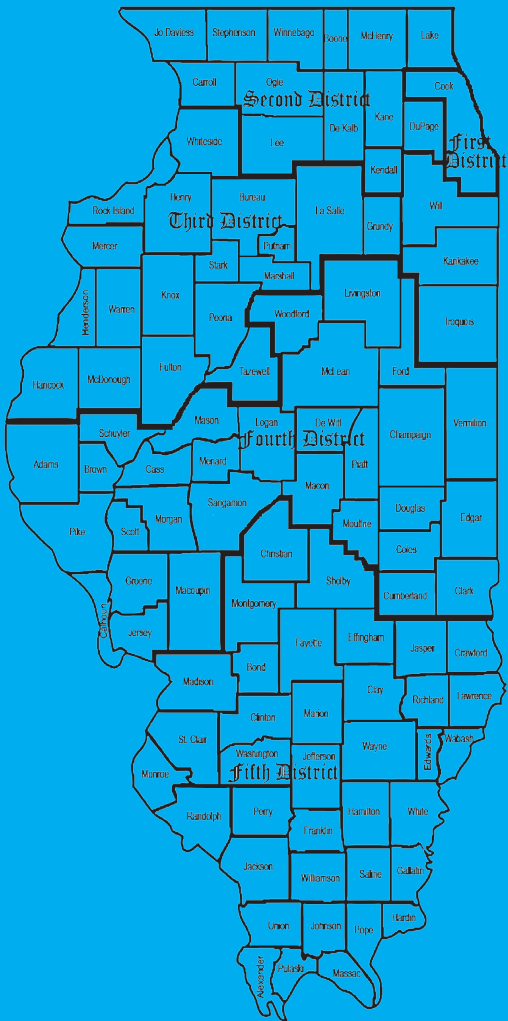 Jo Daviess Stephenson Winnebago Boone McHenry Lake
Carroll Ogle Cook
Second District
De Kalb Kane DuPage
Whiteside Lee
First
District
Kendall
Henry Bureau
Rock Island La Salle Will
Third District
Grundy
Mercer Putnam
Stark Marshall Kankakee
Henderson Warren Knox Livingston
Peoria Woodford Iroquois
Hancock McDonough Fulton Tazewell McLean Ford
Mason Logan De Witt Vermilion
Schuyler Champaign
Fourth District
Adams Brown Cass Menard Piatt
Macon
Sangamon Douglas
Pike Scott Morgan Moultrie Edgar
Christian Coles
Greene Macoupin Shelby Cumberland Clark
Calhoun Montgomery
Jersey Fayette Effingham Jasper Crawford
Bond
Madison Clay Richland Lawrence
Clinton Marion
St. Clair Wayne Edwards Wabash
Washington Jefferson
Monroe
Fifth District
Randolph Perry Hamilton White
Franklin
Jackson Williamson Saline Gallatin
Union Johnson Pope Hardin
Alexander Pulaski Massac